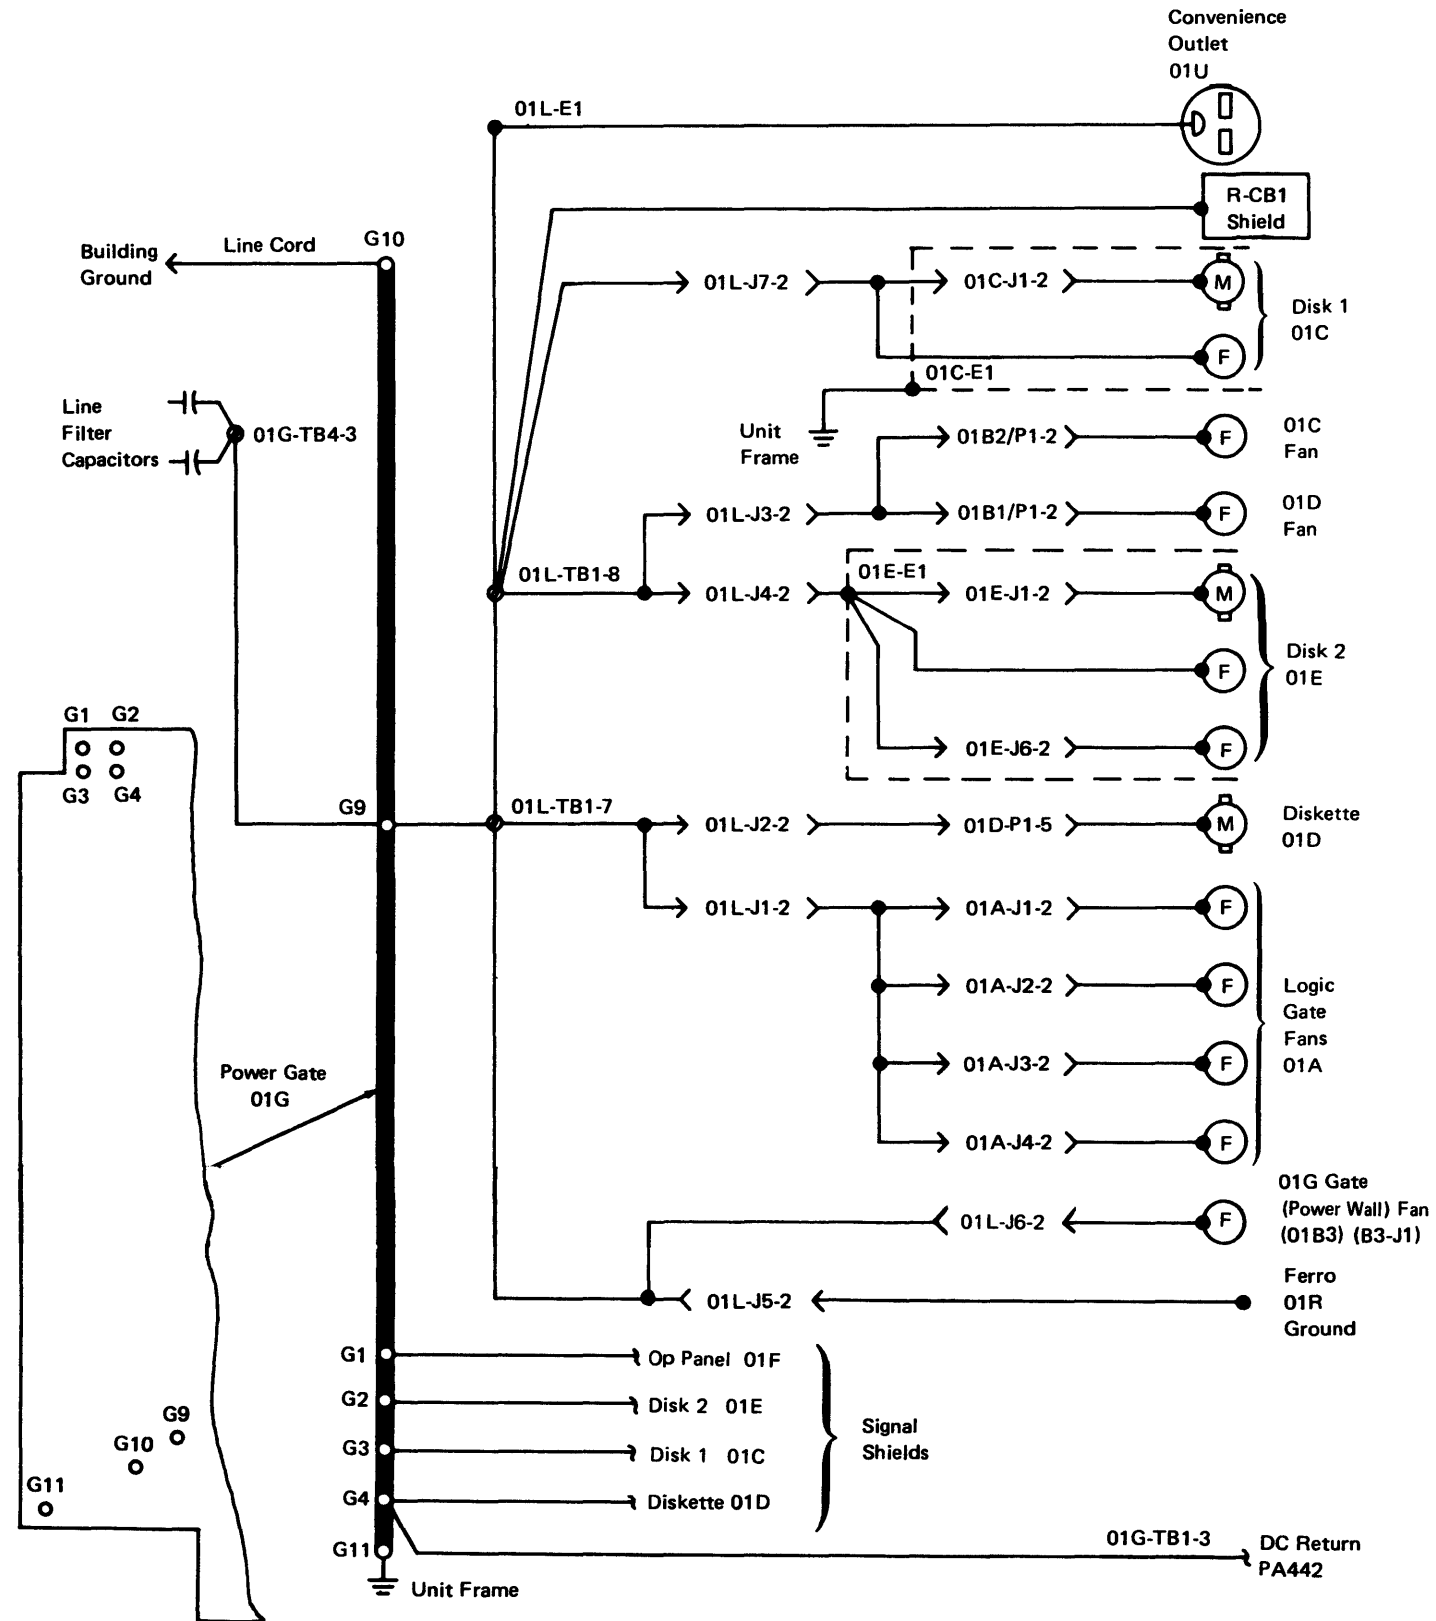 Convenience
Outlet
01U
01L-E1
R-CB1
Shield
Building
Ground
Line Cord
G10
01L-J7-2
01C-J1-2
M
F
Disk 1
01C
01C-E1
Line
Filter
Capacitors
01G-TB4-3
Unit
Frame
01B2/P1-2
F
01C
Fan
01L-J3-2
01B1/P1-2
F
01D
Fan
01L-TB1-8
01L-J4-2
01E-E1
01E-J1-2
M
F
01E-J6-2
F
Disk 2
01E
G1
G2
G3
G4
G9
01L-TB1-7
01L-J2-2
01D-P1-5
M
Diskette
01D
01L-J1-2
01A-J1-2
F
01A-J2-2
F
01A-J3-2
F
01A-J4-2
F
Logic
Gate
Fans
01A
Power Gate
01G
01L-J6-2
F
01G Gate
(Power Wall) Fan
(01B3) (B3-J1)
01L-J5-2
Ferro
01R
Ground
G1
Op Panel 01F
G2
Disk 2 01E
G3
Disk 1 01C
G4
Diskette 01D
Signal
Shields
G9
G10
G11
G11
Unit Frame
01G-TB1-3
DC Return
PA442